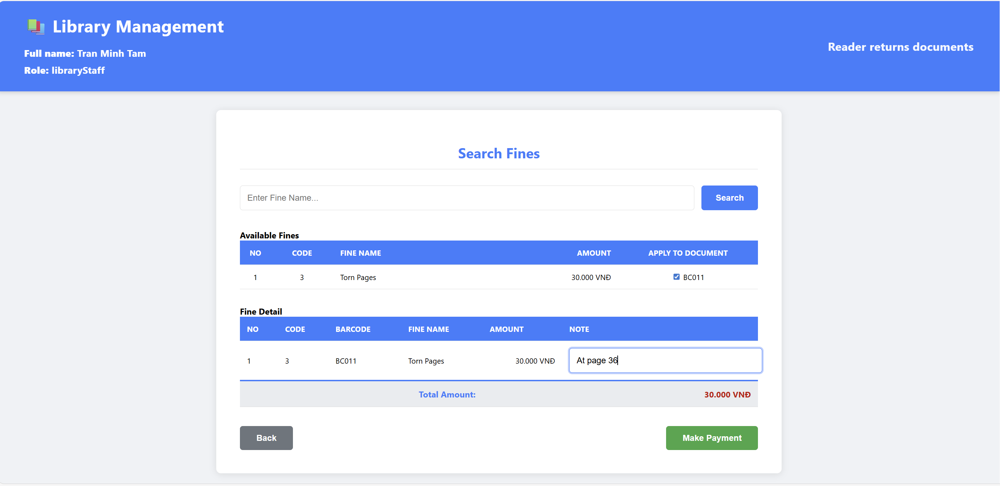 Library Management
Full name: Tran Minh Tam
Role: libraryStaff
Reader returns documents
Search Fines
Enter Fine Name...
Search
Available Fines
NO CODE FINE NAME AMOUNT APPLY TO DOCUMENT
1 3 Torn Pages 30.000 VNĐ BC011
Fine Detail
NO CODE BARCODE FINE NAME AMOUNT NOTE
1 3 BC011 Torn Pages 30.000 VNĐ At page 36
Total Amount: 30.000 VNĐ
Back Make Payment